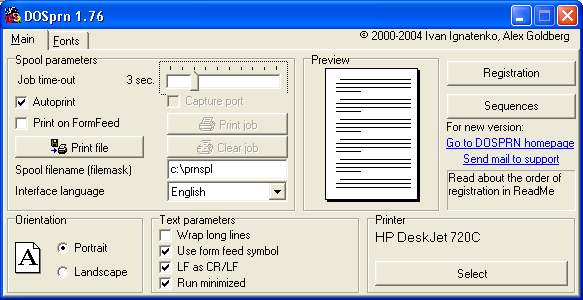 DOSprn 1.76
© 2000-2004 Ivan Ignatenko, Alex Goldberg
Main
Fonts
Spool parameters
Job time-out
3 sec.
Autoprint
Capture port
Print on FormFeed
Print job
Print file
Clear job
Spool filename (filemask)
c:\prnspl
Interface language
English
Preview
Registration
Sequences
For new version:
Go to DOSPRN homepage
Send mail to support
Read about the order of
registration in ReadMe
Orientation
A
Portrait
Landscape
Text parameters
Wrap long lines
Use form feed symbol
LF as CR/LF
Run minimized
Printer
HP DeskJet 720C
Select